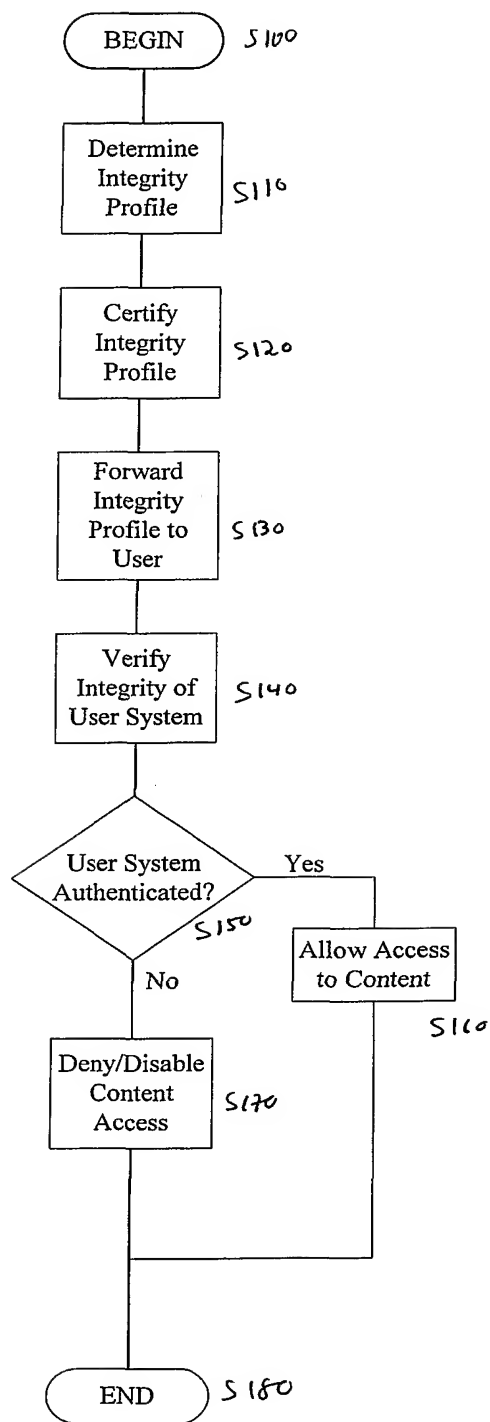 BEGIN S100
Determine
Integrity
Profile
S110
Certify
Integrity
Profile
S120
Forward
Integrity
Profile to
User
S130
Verify
Integrity of
User System
S140
User System
Authenticated?
S150
Yes
Allow Access
to Content
S160
No
Deny/Disable
Content
Access
S170
END S180